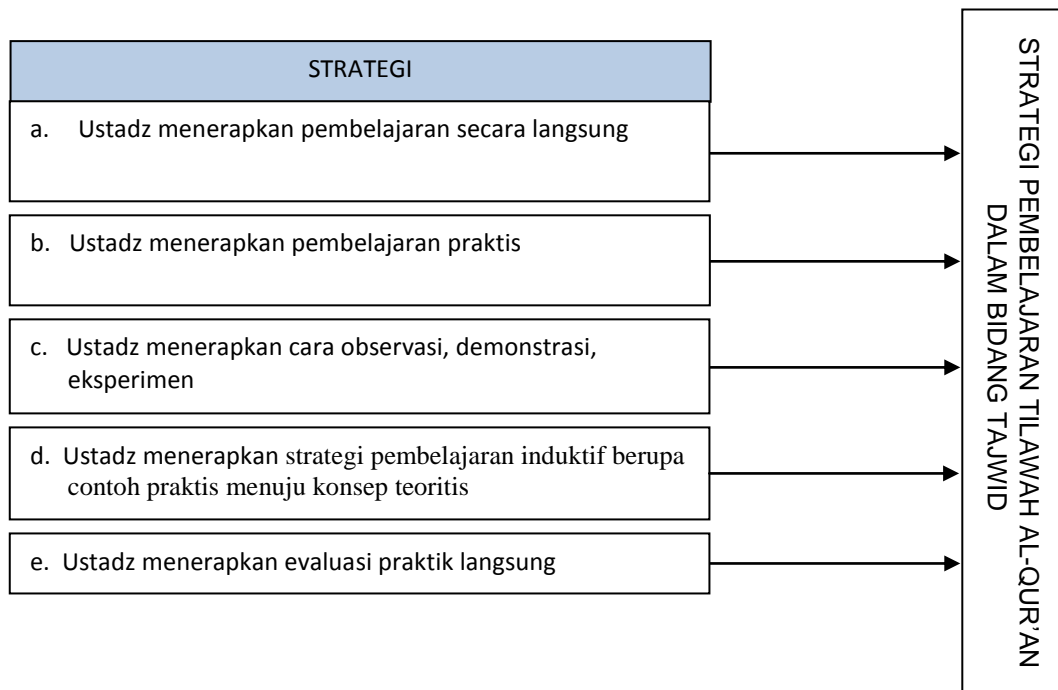 STRATEGI
a. Ustadz menerapkan pembelajaran secara langsung
b. Ustadz menerapkan pembelajaran praktis
c. Ustadz menerapkan cara observasi, demonstrasi,
eksperimen
d. Ustadz menerapkan strategi pembelajaran induktif berupa
contoh praktis menuju konsep teoritis
e. Ustadz menerapkan evaluasi praktik langsung
STRATEGI PEMBELAJARAN TILAWAH AL-QUR’AN
DALAM BIDANG TAJWID